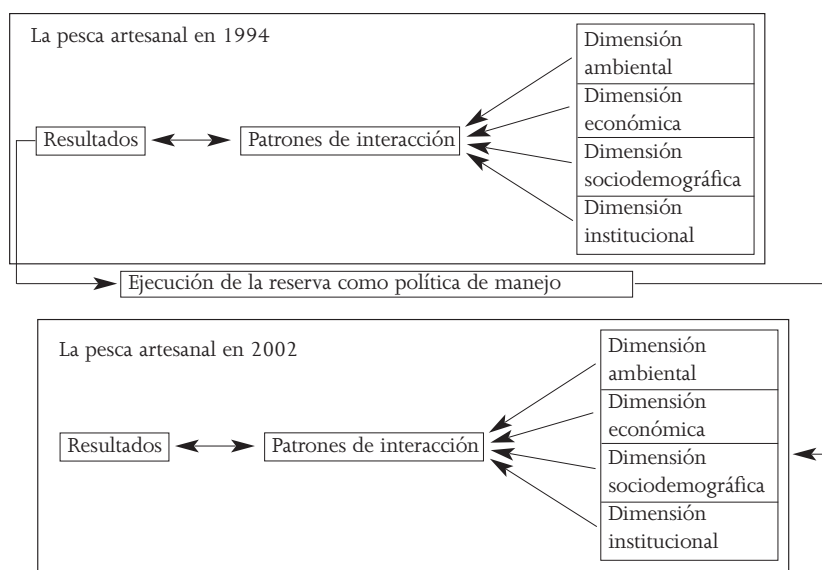 La pesca artesanal en 1994
Dimensión
ambiental
Dimensión
económica
Dimensión
sociodemográfica
Dimensión
institucional
Resultados
Patrones de interacción
Ejecución de la reserva como política de manejo
La pesca artesanal en 2002
Dimensión
ambiental
Dimensión
económica
Dimensión
sociodemográfica
Dimensión
institucional
Resultados
Patrones de interacción